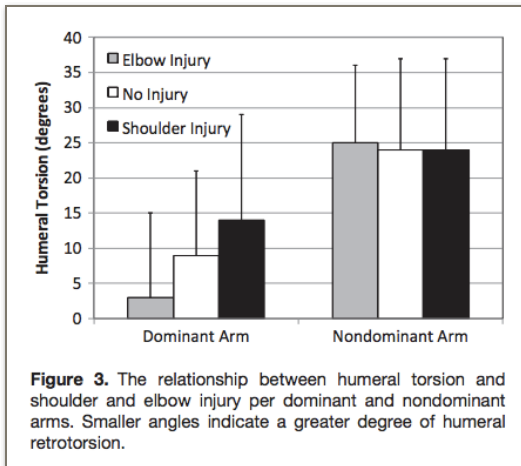 40
35
30
25
20
15
10
5
0
Humeral Torsion (degrees)
Elbow Injury
No Injury
Shoulder Injury
Dominant Arm Nondominant Arm
Figure 3. The relationship between humeral torsion and
shoulder and elbow injury per dominant and nondominant
arms. Smaller angles indicate a greater degree of humeral
retrotorsion.